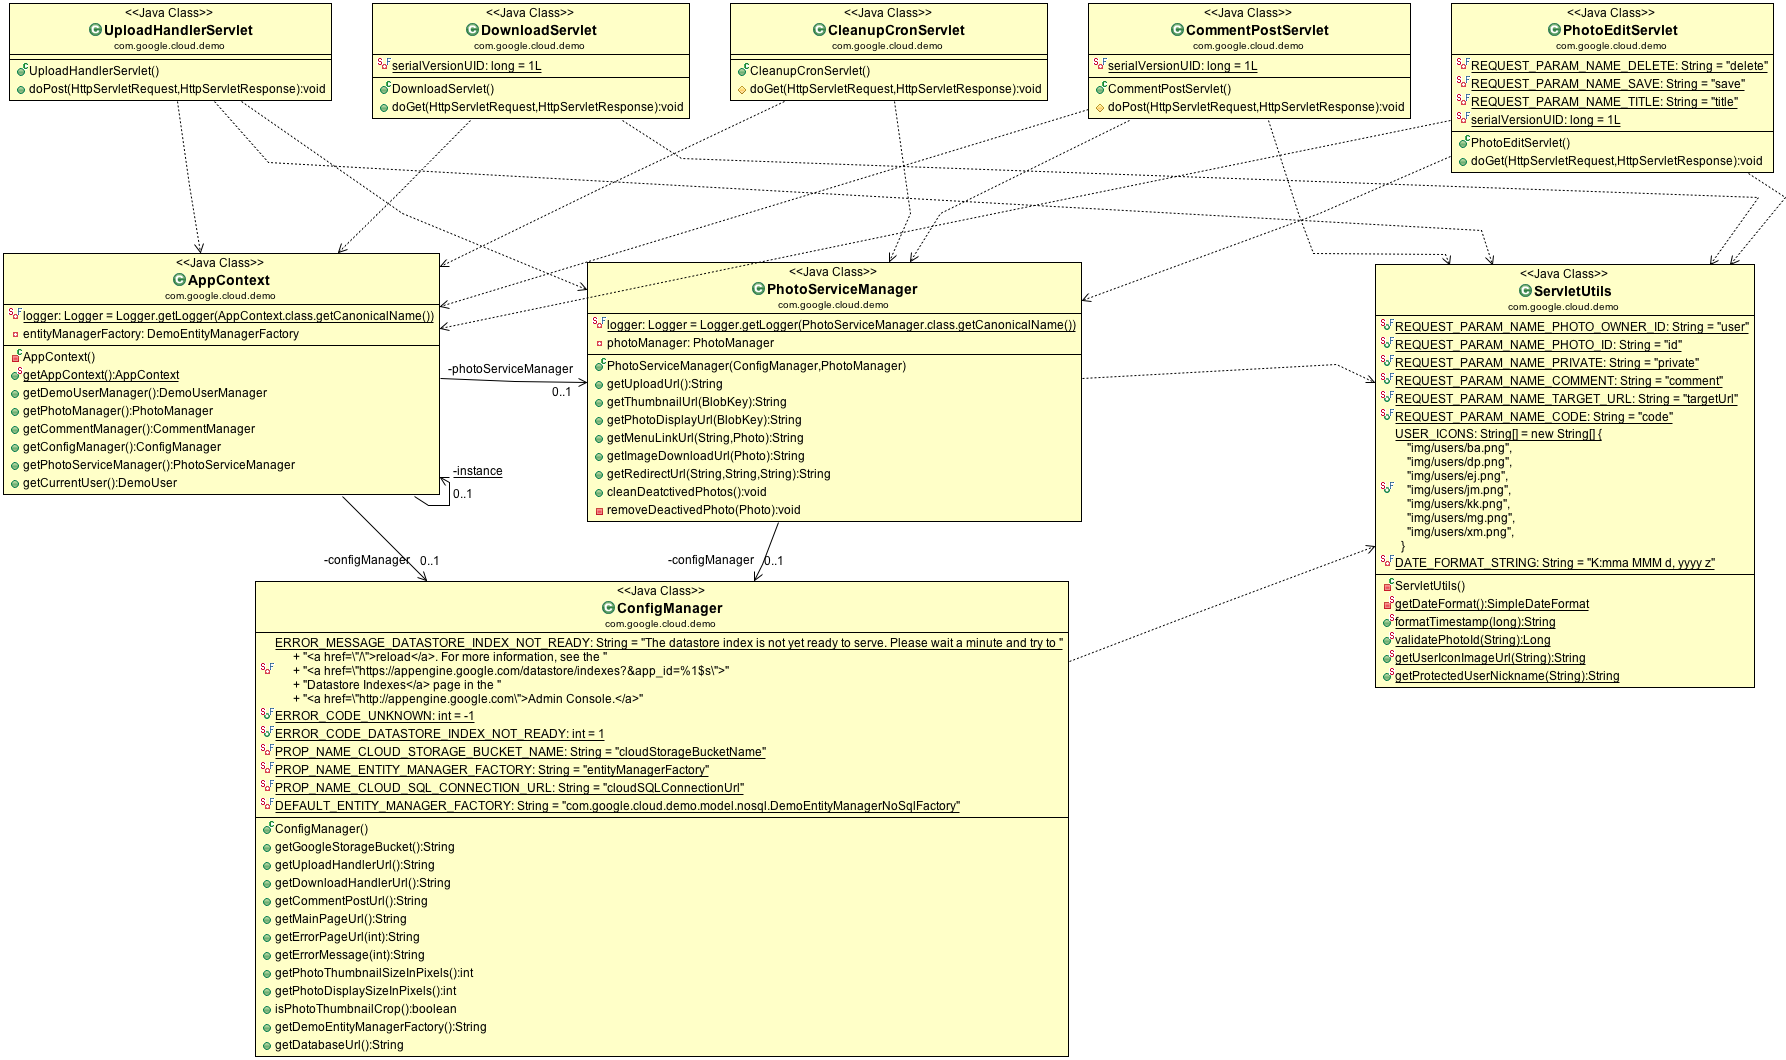 <<Java Class>>
UploadHandlerServlet
com.google.cloud.demo
UploadHandlerServlet()
doPost(HttpServletRequest,HttpServletResponse):void
<<Java Class>>
DownloadServlet
com.google.cloud.demo
serialVersionUID: long = 1L
DownloadServlet()
doGet(HttpServletRequest,HttpServletResponse):void
<<Java Class>>
CleanupCronServlet
com.google.cloud.demo
CleanupCronServlet()
doGet(HttpServletRequest,HttpServletResponse):void
<<Java Class>>
CommentPostServlet
com.google.cloud.demo
serialVersionUID: long = 1L
CommentPostServlet()
doPost(HttpServletRequest,HttpServletResponse):void
<<Java Class>>
PhotoEditServlet
com.google.cloud.demo
REQUEST_PARAM_NAME_DELETE: String = "delete"
REQUEST_PARAM_NAME_SAVE: String = "save"
REQUEST_PARAM_NAME_TITLE: String = "title"
serialVersionUID: long = 1L
PhotoEditServlet()
doGet(HttpServletRequest,HttpServletResponse):void
<<Java Class>>
AppContext
com.google.cloud.demo
logger: Logger = Logger.getLogger(AppContext.class.getCanonicalName())
entityManagerFactory: DemoEntityManagerFactory
AppContext()
getAppContext():AppContext
getDemoUserManager():DemoUserManager
getPhotoManager():PhotoManager
getCommentManager():CommentManager
getConfigManager():ConfigManager
getPhotoServiceManager():PhotoServiceManager
getCurrentUser():DemoUser
-photoServiceManager
0..1
-instance
0..1
<<Java Class>>
PhotoServiceManager
com.google.cloud.demo
logger: Logger = Logger.getLogger(PhotoServiceManager.class.getCanonicalName())
photoManager: PhotoManager
PhotoServiceManager(ConfigManager,PhotoManager)
getUploadUrl():String
getThumbnailUrl(BlobKey):String
getPhotoDisplayUrl(BlobKey):String
getMenuLinkUrl(String,Photo):String
getImageDownloadUrl(Photo):String
getRedirectUrl(String,String,String):String
cleanDeatctivedPhotos():void
removeDeactivedPhoto(Photo):void
<<Java Class>>
ServletUtils
com.google.cloud.demo
REQUEST_PARAM_NAME_PHOTO_OWNER_ID: String = "user"
REQUEST_PARAM_NAME_PHOTO_ID: String = "id"
REQUEST_PARAM_NAME_PRIVATE: String = "private"
REQUEST_PARAM_NAME_COMMENT: String = "comment"
REQUEST_PARAM_NAME_TARGET_URL: String = "targetUrl"
REQUEST_PARAM_NAME_CODE: String = "code"
USER_ICONS: String[] = new String[] {
"img/users/ba.png",
"img/users/dp.png",
"img/users/ej.png",
"img/users/jm.png",
"img/users/kk.png",
"img/users/mg.png",
"img/users/xm.png",
}
DATE_FORMAT_STRING: String = "K:mma MMM d, yyyy z"
ServletUtils()
getDateFormat():SimpleDateFormat
formatTimestamp(long):String
validatePhotoId(String):Long
getUserIconImageUrl(String):String
getProtectedUserNickname(String):String
-configManager 0..1
-configManager 0..1
<<Java Class>>
ConfigManager
com.google.cloud.demo
ERROR_MESSAGE_DATASTORE_INDEX_NOT_READY: String = "The datastore index is not yet ready to serve. Please wait a minute and try to "
+ "<a href=\"/\">reload</a>. For more information, see the "
+ "<a href=\"https://appengine.google.com/datastore/indexes?&app_id=%1$s\">"
+ "Datastore Indexes</a> page in the "
+ "<a href=\"http://appengine.google.com\">Admin Console.</a>"
ERROR_CODE_UNKNOWN: int = -1
ERROR_CODE_DATASTORE_INDEX_NOT_READY: int = 1
PROP_NAME_CLOUD_STORAGE_BUCKET_NAME: String = "cloudStorageBucketName"
PROP_NAME_ENTITY_MANAGER_FACTORY: String = "entityManagerFactory"
PROP_NAME_CLOUD_SQL_CONNECTION_URL: String = "cloudSQLConnectionUrl"
DEFAULT_ENTITY_MANAGER_FACTORY: String = "com.google.cloud.demo.model.nosql.DemoEntityManagerNoSqlFactory"
ConfigManager()
getGoogleStorageBucket():String
getUploadHandlerUrl():String
getDownloadHandlerUrl():String
getCommentPostUrl():String
getMainPageUrl():String
getErrorPageUrl(int):String
getErrorMessage(int):String
getPhotoThumbnailSizeInPixels():int
getPhotoDisplaySizeInPixels():int
isPhotoThumbnailCrop():boolean
getDemoEntityManagerFactory():String
getDatabaseUrl():String